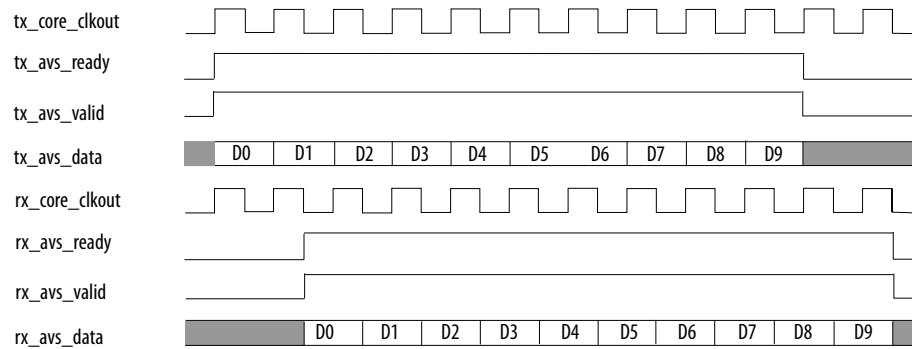 tx_core_clkout
tx_avs_ready
tx_avs_valid
tx_avs_data D0 D1 D2 D3 D4 D5 D6 D7 D8 D9
rx_core_clkout
rx_avs_ready
rx_avs_valid
rx_avs_data D0 D1 D2 D3 D4 D5 D6 D7 D8 D9